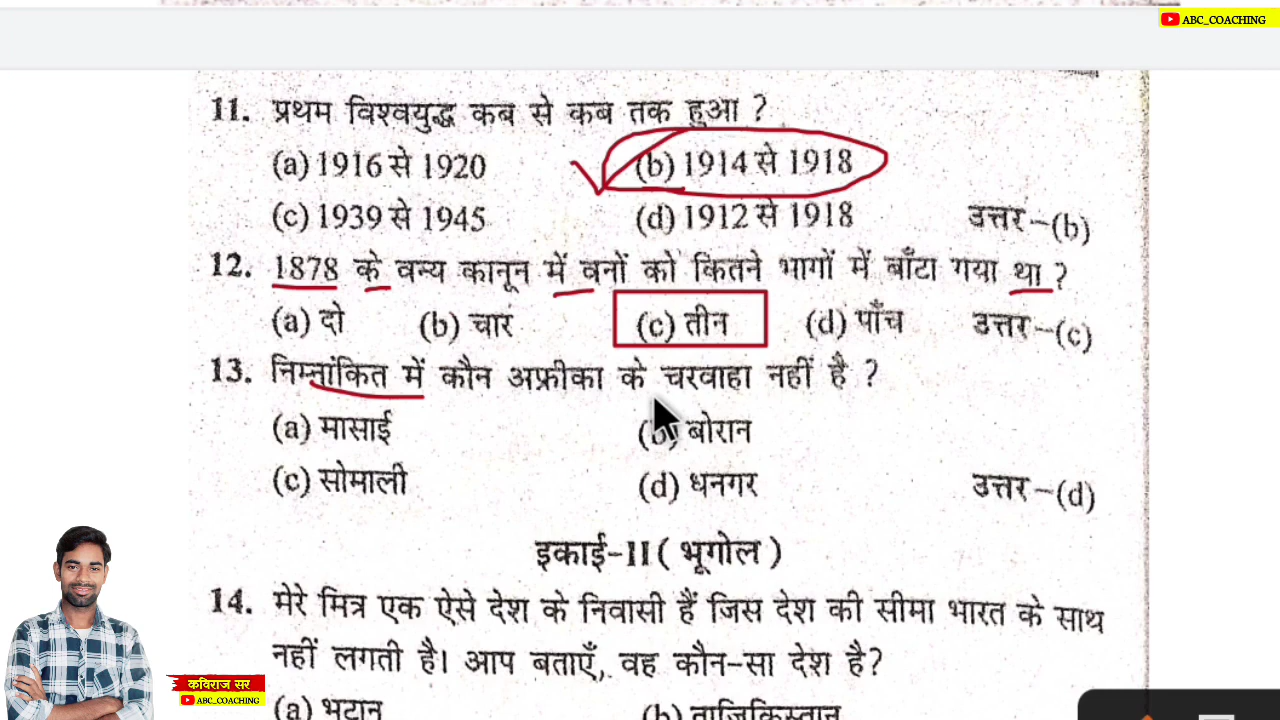 ABC_COACHING
11. प्रथम विश्वयुद्ध कब से कब तक हुआ ?
(a) 1916 से 1920 (b) 1914 से 1918
(c) 1939 से 1945 (d) 1912 से 1918 उत्तर-(b)
12. 1878 के वन्य कानून में वनों को कितने भागों में बाँटा गया था ?
(a) दो (b) चार (c) तीन (d) पाँच उत्तर-(c)
13. निम्नांकित में कौन अफ्रीका के चरवाहा नहीं है ?
(a) मासाई (b) बोरान
(c) सोमाली (d) धनगर उत्तर-(d)
इकाई-II ( भूगोल )
14. मेरे मित्र एक ऐसे देश के निवासी हैं जिस देश की सीमा भारत के साथ
नहीं लगती है। आप बताएँ, वह कौन-सा देश है?
(a) भूटान (b) ताजिकिस्तान
कविराज सर
ABC_COACHING